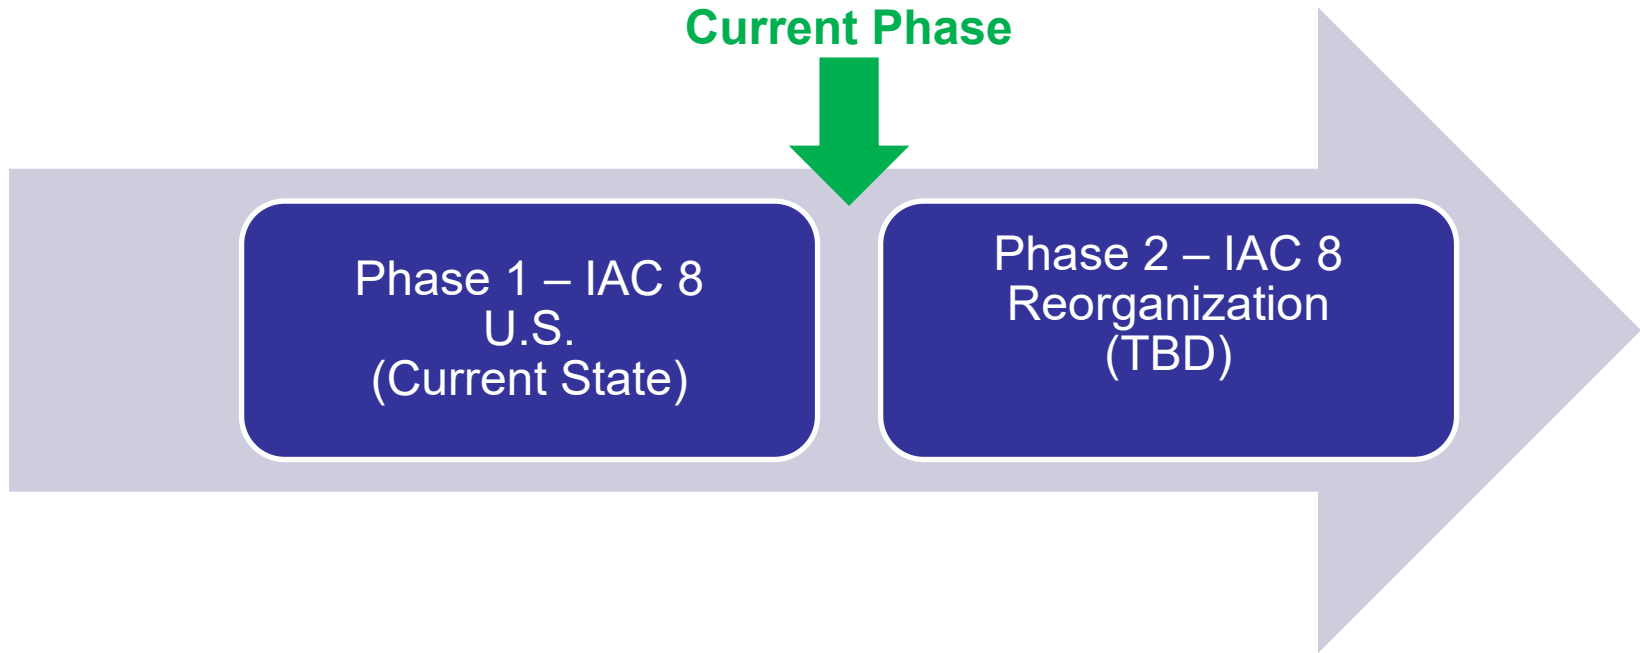 Current Phase
Phase 1 – IAC 8
U.S.
(Current State)
Phase 2 – IAC 8
Reorganization
(TBD)